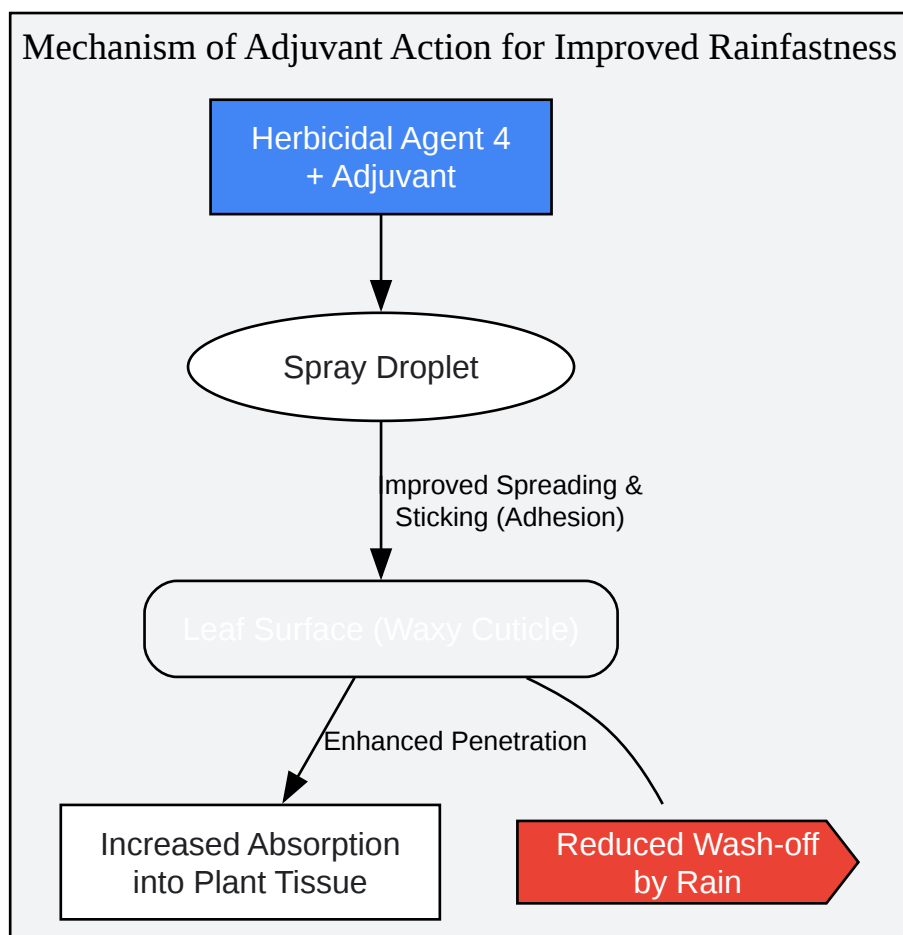 Mechanism of Adjuvant Action for Improved Rainfastness
Herbicidal Agent 4
+ Adjuvant
Spray Droplet
Improved Spreading &
Sticking (Adhesion)
Leaf Surface (Waxy Cuticle)
Enhanced Penetration
Increased Absorption
into Plant Tissue
Reduced Wash-off
by Rain